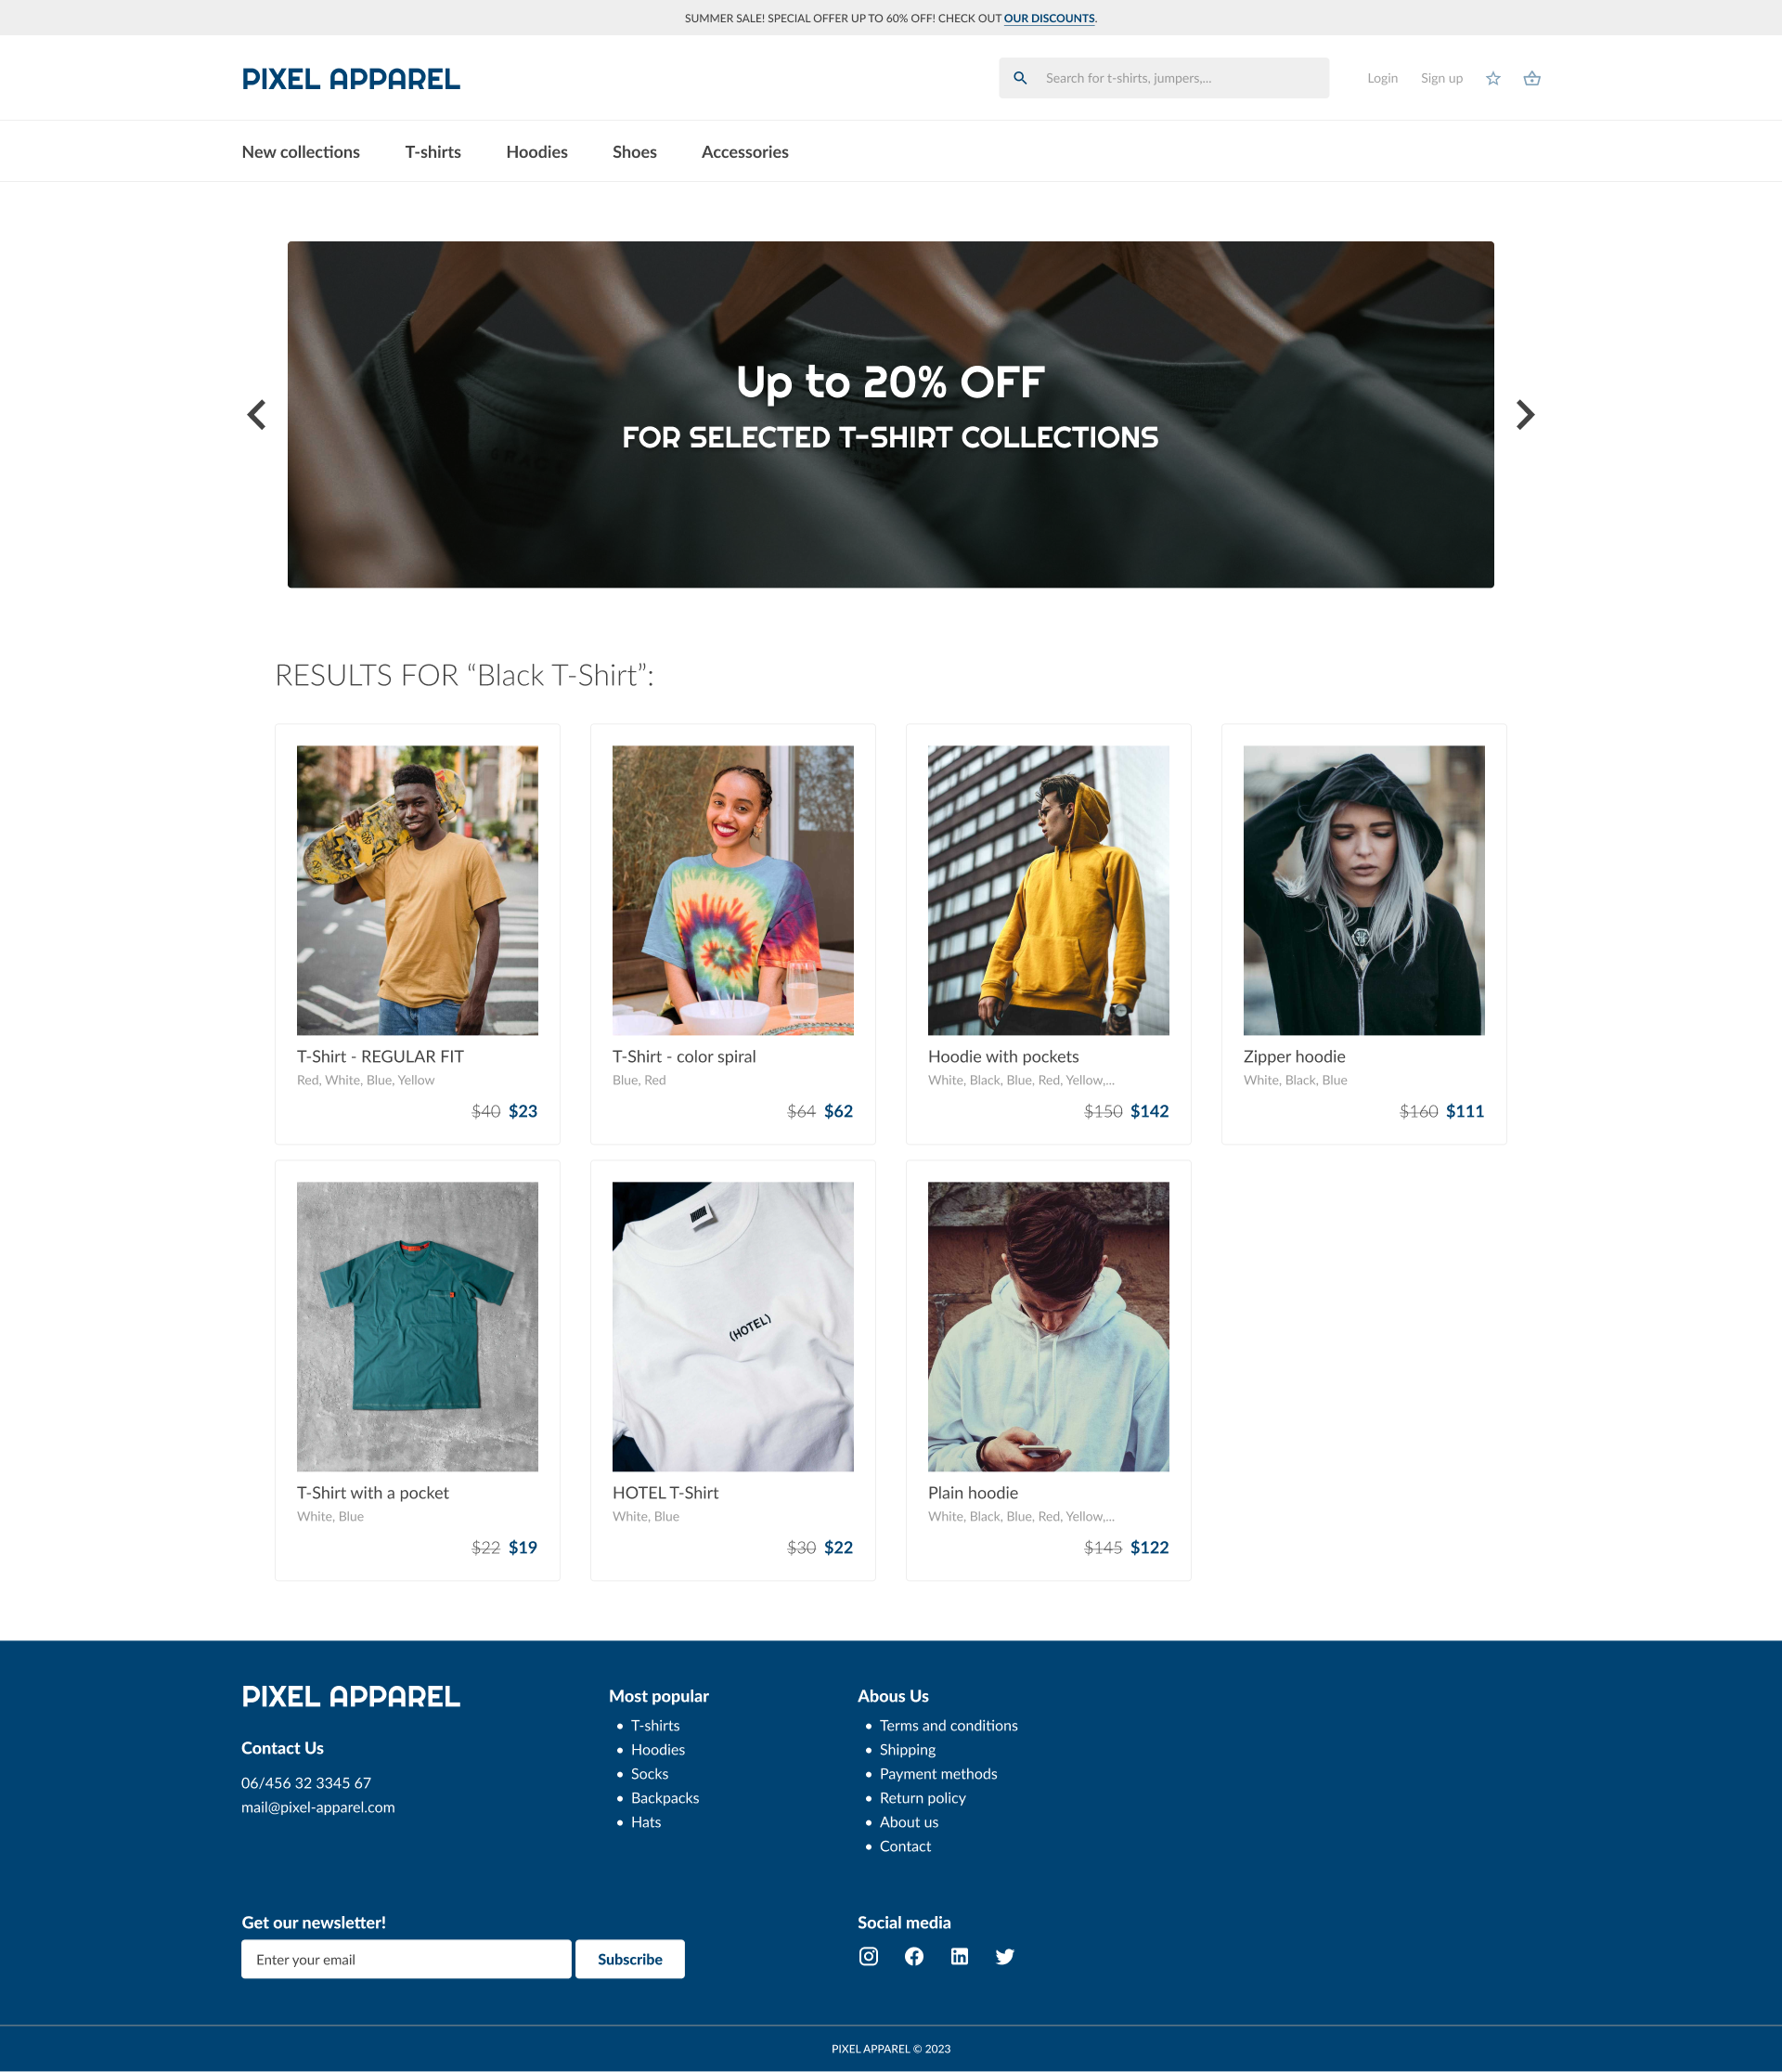 SUMMER SALE! SPECIAL OFFER UP TO 60% OFF! CHECK OUT OUR DISCOUNTS.
PIXEL APPAREL
Search for t-shirts, jumpers,...
Login
Sign up
New collections
T-shirts
Hoodies
Shoes
Accessories
Up to 20% OFF
FOR SELECTED T-SHIRT COLLECTIONS
RESULTS FOR “Black T-Shirt”:
T-Shirt - REGULAR FIT
Red, White, Blue, Yellow
$40 $23
T-Shirt - color spiral
Blue, Red
$64 $62
Hoodie with pockets
White, Black, Blue, Red, Yellow,...
$150 $142
Zipper hoodie
White, Black, Blue
$160 $111
T-Shirt with a pocket
White, Blue
$22 $19
(HOTEL)
HOTEL T-Shirt
White, Blue
$30 $22
Plain hoodie
White, Black, Blue, Red, Yellow,...
$145 $122
PIXEL APPAREL
Contact Us
06/456 32 3345 67
mail@pixel-apparel.com
Most popular
• T-shirts
• Hoodies
• Socks
• Backpacks
• Hats
Abous Us
• Terms and conditions
• Shipping
• Payment methods
• Return policy
• About us
• Contact
Get our newsletter!
Enter your email
Subscribe
Social media
PIXEL APPAREL © 2023